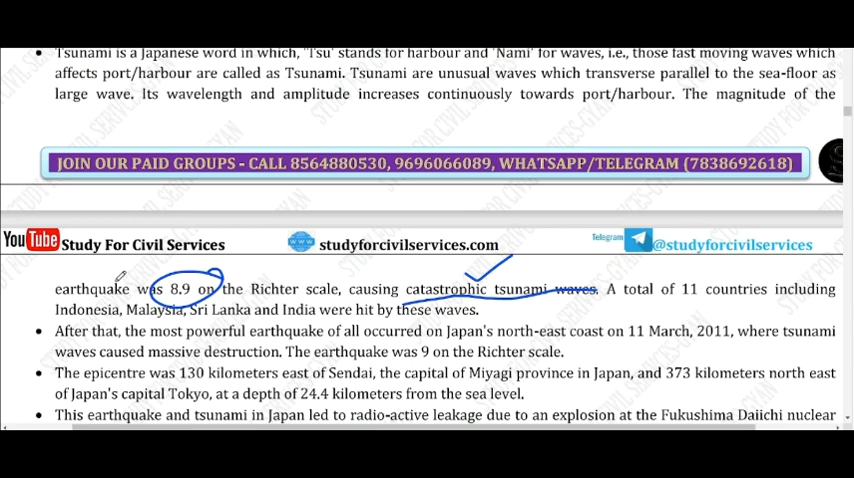 Tsunami is a Japanese word in which, 'Tsu' stands for harbour and 'Nami' for waves, i.e., those fast moving waves which
affects port/harbour are called as Tsunami. Tsunami are unusual waves which transverse parallel to the sea-floor as
large wave. Its wavelength and amplitude increases continuously towards port/harbour. The magnitude of the
JOIN OUR PAID GROUPS - CALL 8564880530, 9696066089, WHATSAPP/TELEGRAM (7838692618)
YouTube Study For Civil Services www studyforcivilservices.com Telegram @studyforcivilservices
earthquake was 8.9 on the Richter scale, causing catastrophic tsunami waves. A total of 11 countries including
Indonesia, Malaysia, Sri Lanka and India were hit by these waves.
After that, the most powerful earthquake of all occurred on Japan's north-east coast on 11 March, 2011, where tsunami
waves caused massive destruction. The earthquake was 9 on the Richter scale.
The epicentre was 130 kilometers east of Sendai, the capital of Miyagi province in Japan, and 373 kilometers north east
of Japan's capital Tokyo, at a depth of 24.4 kilometers from the sea level.
This earthquake and tsunami in Japan led to radio-active leakage due to an explosion at the Fukushima Daiichi nuclear